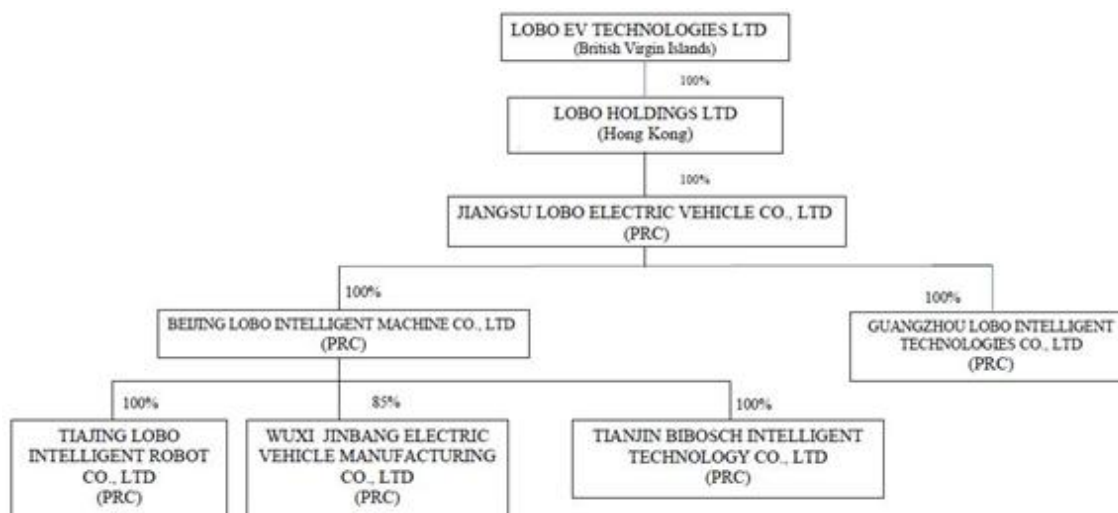 LOBO EV TECHNOLOGIES LTD
(British Virgin Islands)
100%
LOBO HOLDINGS LTD
(Hong Kong)
100%
JIANGSU LOBO ELECTRIC VEHICLE CO., LTD
(PRC)
100%
BEIJING LOBO INTELLIGENT MACHINE CO., LTD
(PRC)
100%
GUANGZHOU LOBO INTELLIGENT
TECHNOLOGIES CO., LTD
(PRC)
100%
TIAJING LOBO
INTELLIGENT ROBOT
CO., LTD
(PRC)
85%
WUXI JINBANG ELECTRIC
VEHICLE MANUFACTURING
CO., LTD
(PRC)
100%
TIANJIN BIBOSCH INTELLIGENT
TECHNOLOGY CO., LTD
(PRC)